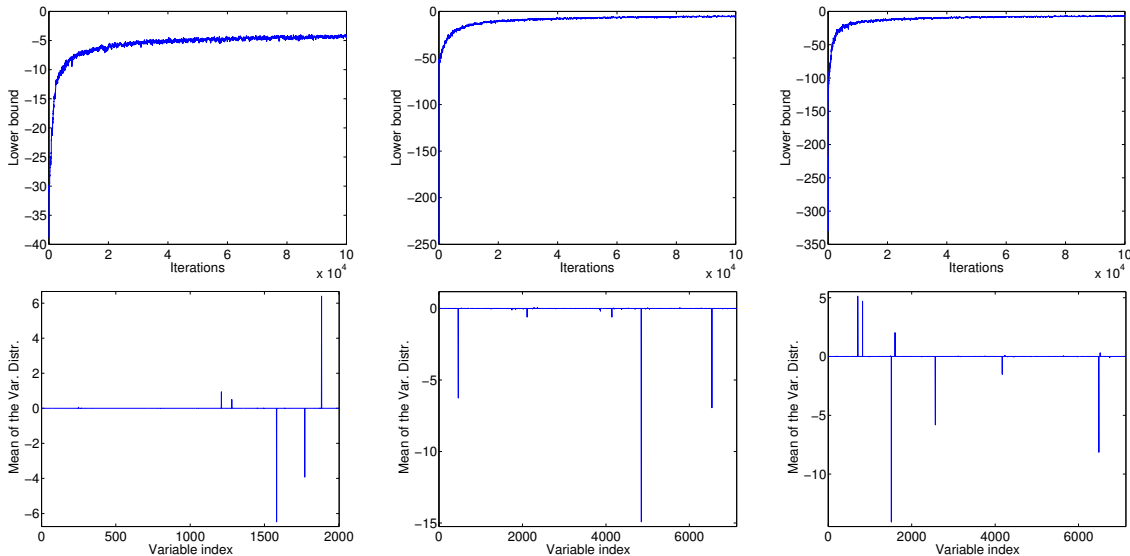 0
−5
−10
−15
−20
−25
−30
−35
−40
Lower bound
0 2 4 6 8 10
Iterations
x 10^4
0
−50
−100
−150
−200
−250
Lower bound
0 2 4 6 8 10
Iterations
x 10^4
0
−50
−100
−150
−200
−250
−300
−350
Lower bound
0 2 4 6 8 10
Iterations
x 10^4
6
4
2
0
−2
−4
−6
Mean of the Var. Distr.
0 500 1000 1500 2000
Variable index
0
−5
−10
−15
Mean of the Var. Distr.
0 2000 4000 6000
Variable index
5
0
−5
−10
Mean of the Var. Distr.
0 2000 4000 6000
Variable index